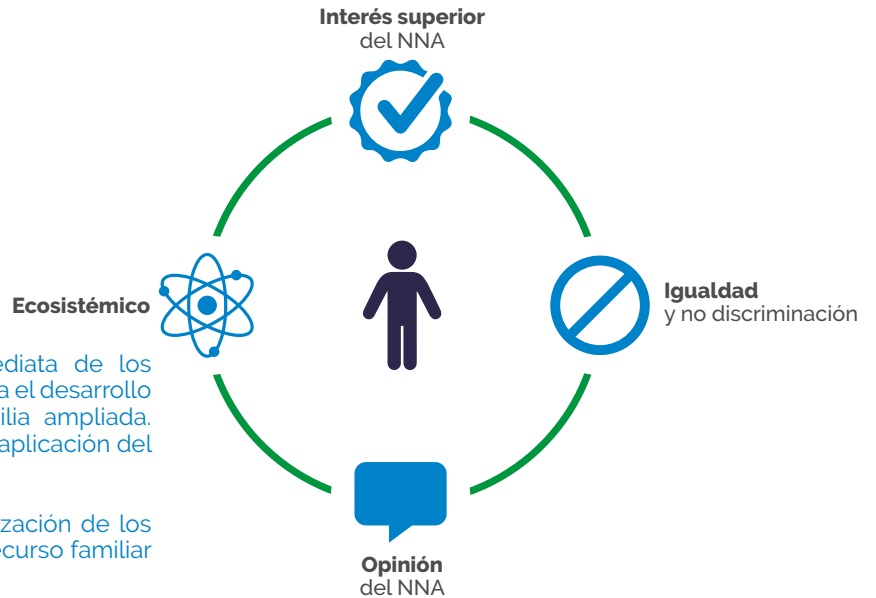 Interés superior
del NNA
Ecosistémico
Igualdad
y no discriminación
ediata de los
a el desarrollo
ilia ampliada.
aplicación del
ización de los
ecurso familiar
Opinión
del NNA